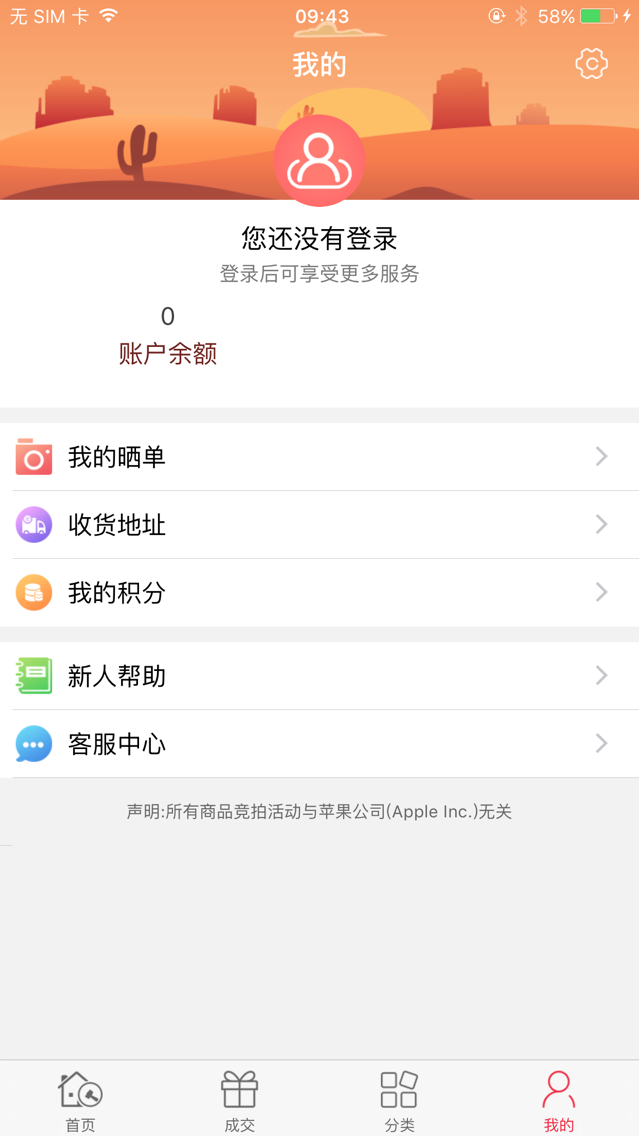 无 SIM 卡 09:43 58%
我的
您还没有登录
登录后可享受更多服务
0
账户余额
我的晒单
收货地址
我的积分
新人帮助
客服中心
声明:所有商品竞拍活动与苹果公司(Apple Inc.)无关
首页 成交 分类 我的